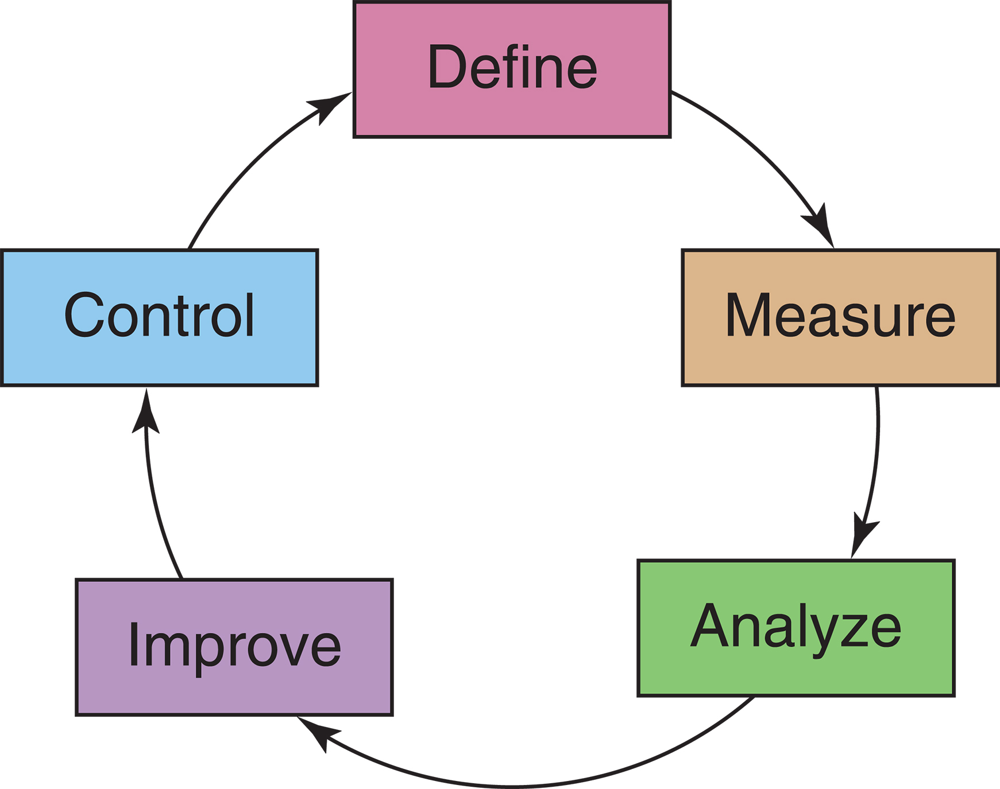 Define
Measure
Analyze
Improve
Control